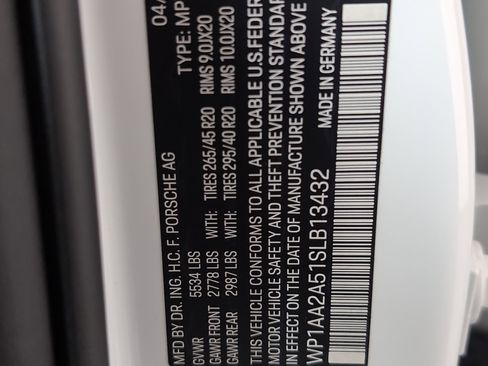 MFD BY DR. ING. H.C. F. PORSCHE AG 04/
GVWR 5534 LBS TYPE: MP
GAWR FRONT 2778 LBS WITH: TIRES 265/45 R20 RIMS 9.0JX20
GAWR REAR 2987 LBS WITH: TIRES 295/40 R20 RIMS 10.0JX20
THIS VEHICLE CONFORMS TO ALL APPLICABLE U.S. FEDER
MOTOR VEHICLE SAFETY AND THEFT PREVENTION STANDAR
IN EFFECT ON THE DATE OF MANUFACTURE SHOWN ABOVE
WP1AA2A51SLB13432 MADE IN GERMANY